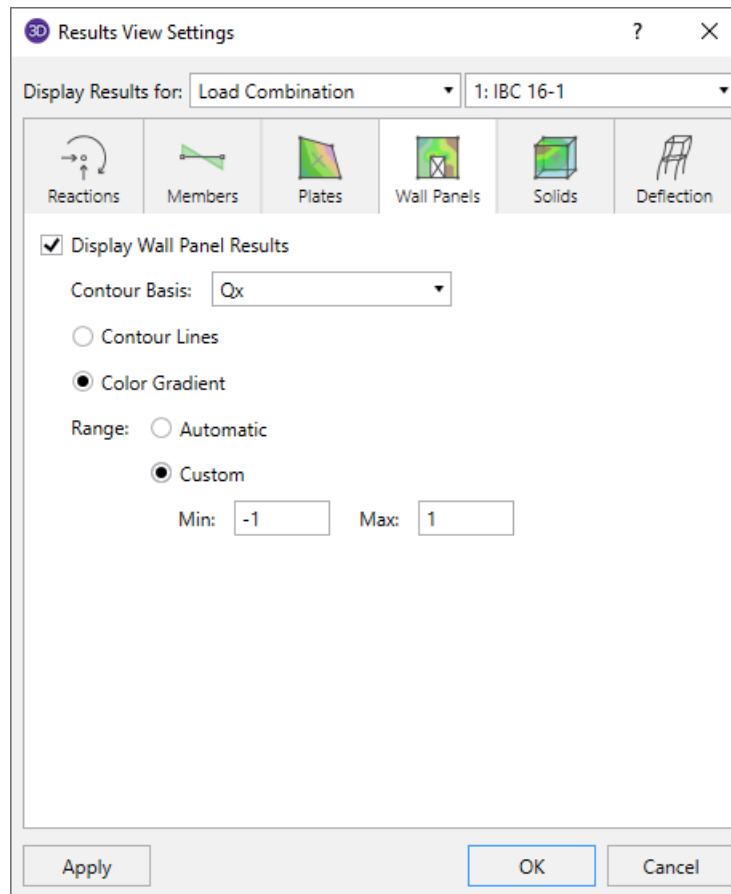 3D Results View Settings ?
Display Results for: Load Combination 1: IBC 16-1
Reactions Members Plates Wall Panels Solids Deflection
Display Wall Panel Results
Contour Basis: Qx
Contour Lines
Color Gradient
Range: Automatic
Custom
Min: -1 Max: 1
Apply OK Cancel